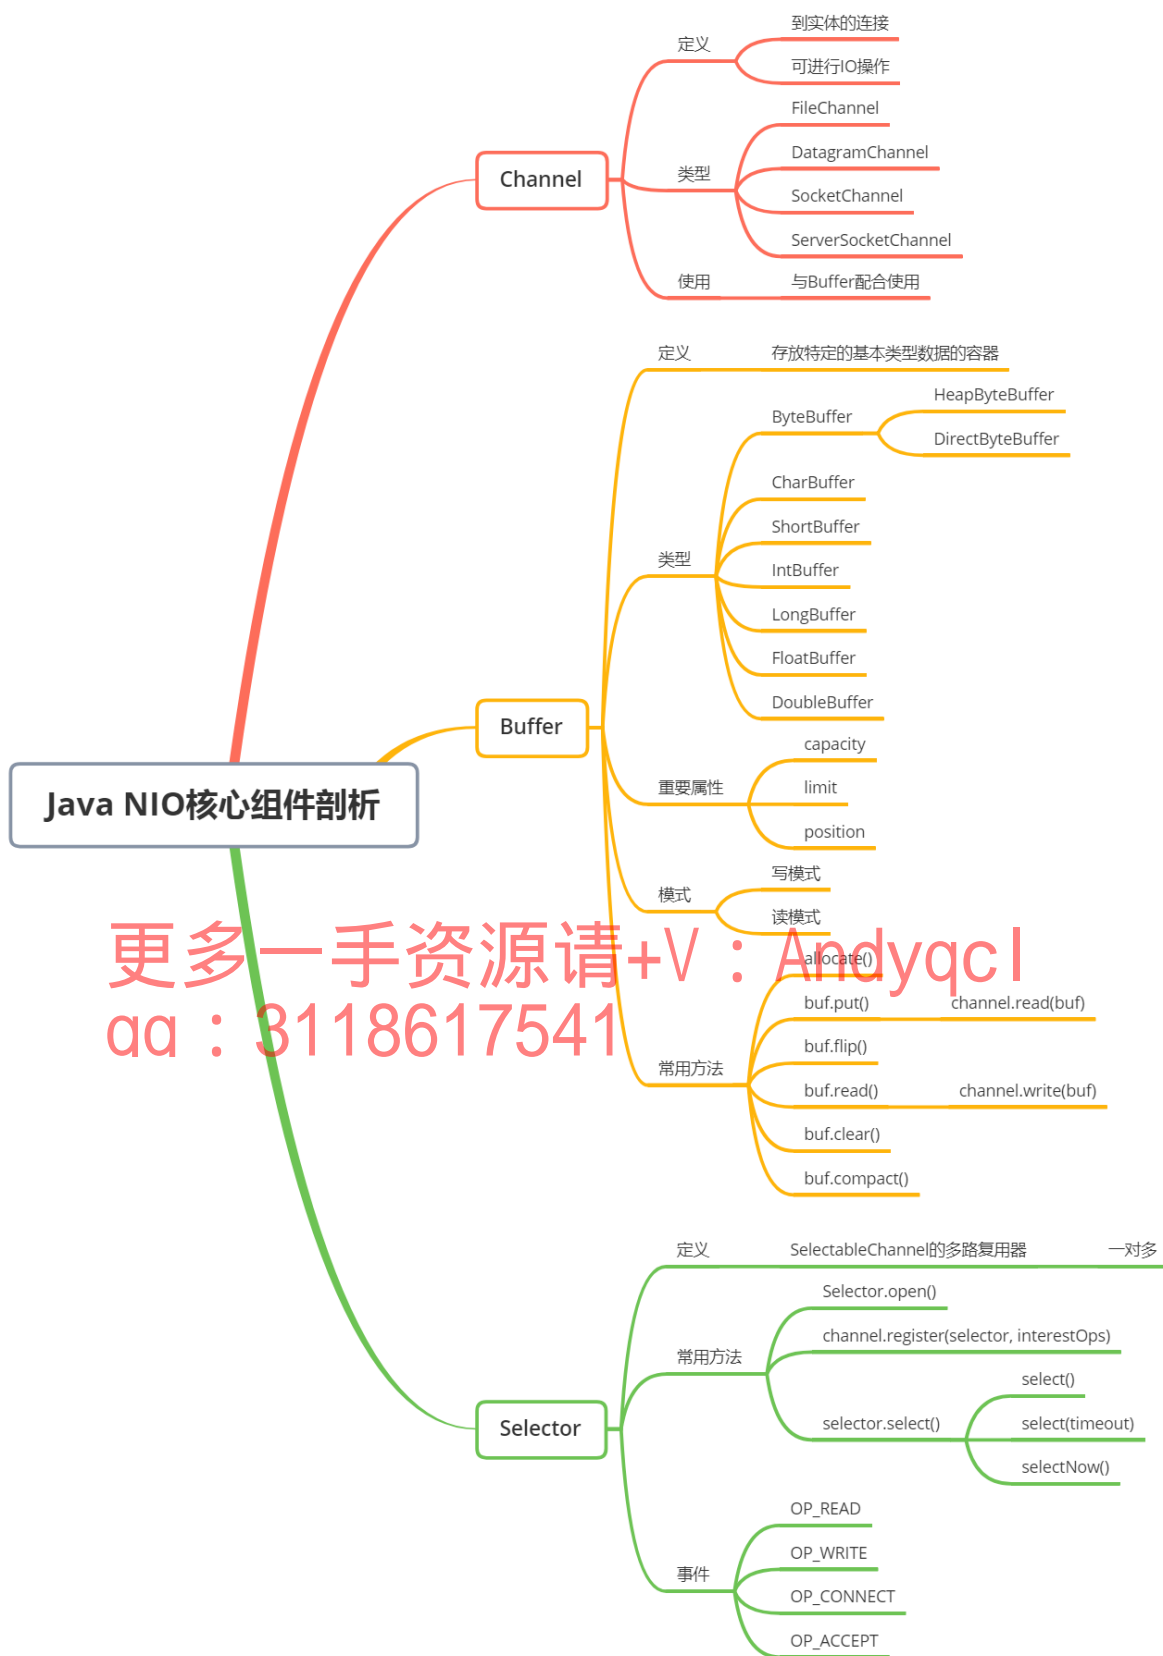 Java NIO核心组件剖析
Channel
定义
到实体的连接
可进行IO操作
类型
FileChannel
DatagramChannel
SocketChannel
ServerSocketChannel
使用
与Buffer配合使用
Buffer
定义
存放特定的基本类型数据的容器
类型
ByteBuffer
HeapByteBuffer
DirectByteBuffer
CharBuffer
ShortBuffer
IntBuffer
LongBuffer
FloatBuffer
DoubleBuffer
重要属性
capacity
limit
position
模式
写模式
读模式
常用方法
allocate()
buf.put()
channel.read(buf)
buf.flip()
buf.read()
channel.write(buf)
buf.clear()
buf.compact()
Selector
定义
SelectableChannel的多路复用器
一对多
常用方法
Selector.open()
channel.register(selector, interestOps)
selector.select()
select()
select(timeout)
selectNow()
事件
OP_READ
OP_WRITE
OP_CONNECT
OP_ACCEPT
更多一手资源请+V：Andyqcl
qq：3118617541